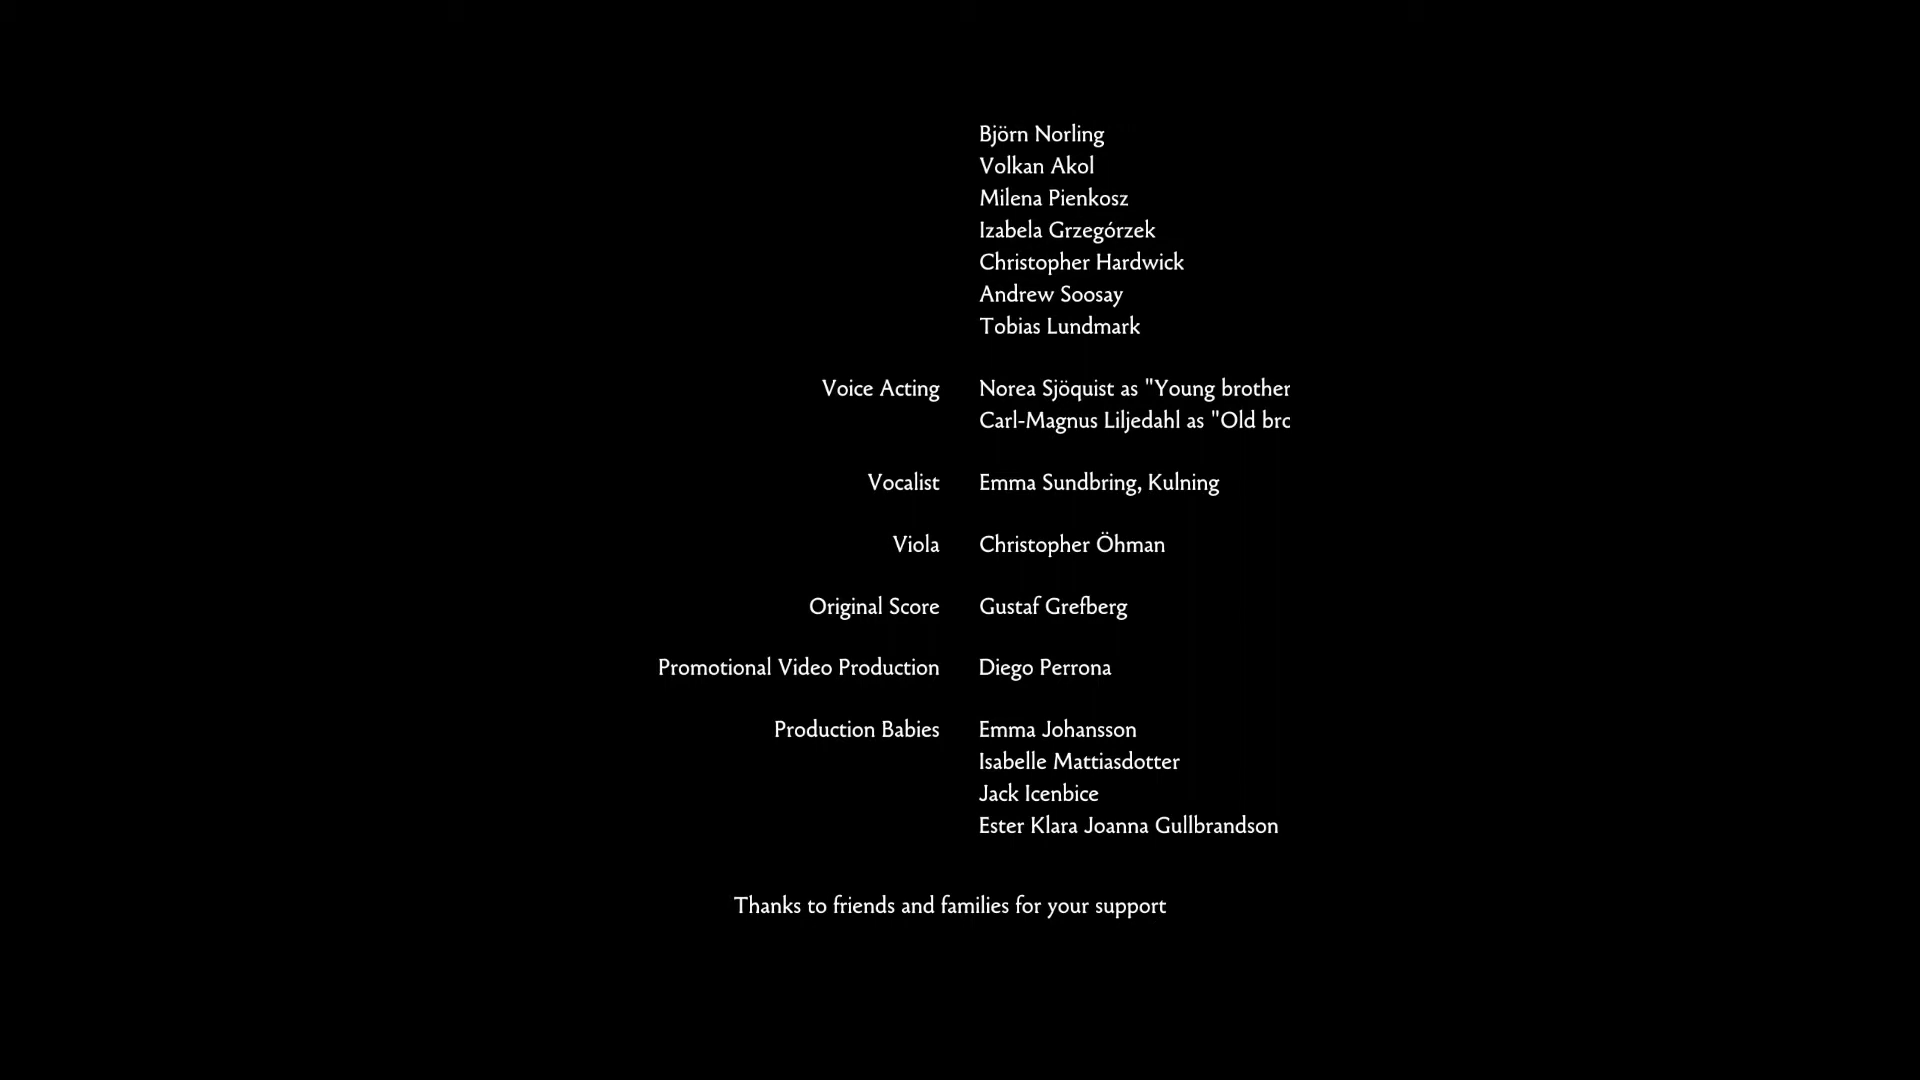 Björn Norling
Volkan Akol
Milena Pienkosz
Izabela Grzegórzek
Christopher Hardwick
Andrew Soosay
Tobias Lundmark
Voice Acting Norea Sjöquist as "Young brother
Carl-Magnus Liljedahl as "Old
Vocalist Emma Sundbring, Kulning
Viola Christopher Öhman
Original Score Gustaf Grefberg
Promotional Video Production Diego Perrona
Production Babies Emma Johansson
Isabelle Mattiasdotter
Jack Icenbice
Ester Klara Joanna Gullbrandson
Thanks to friends and families for your support